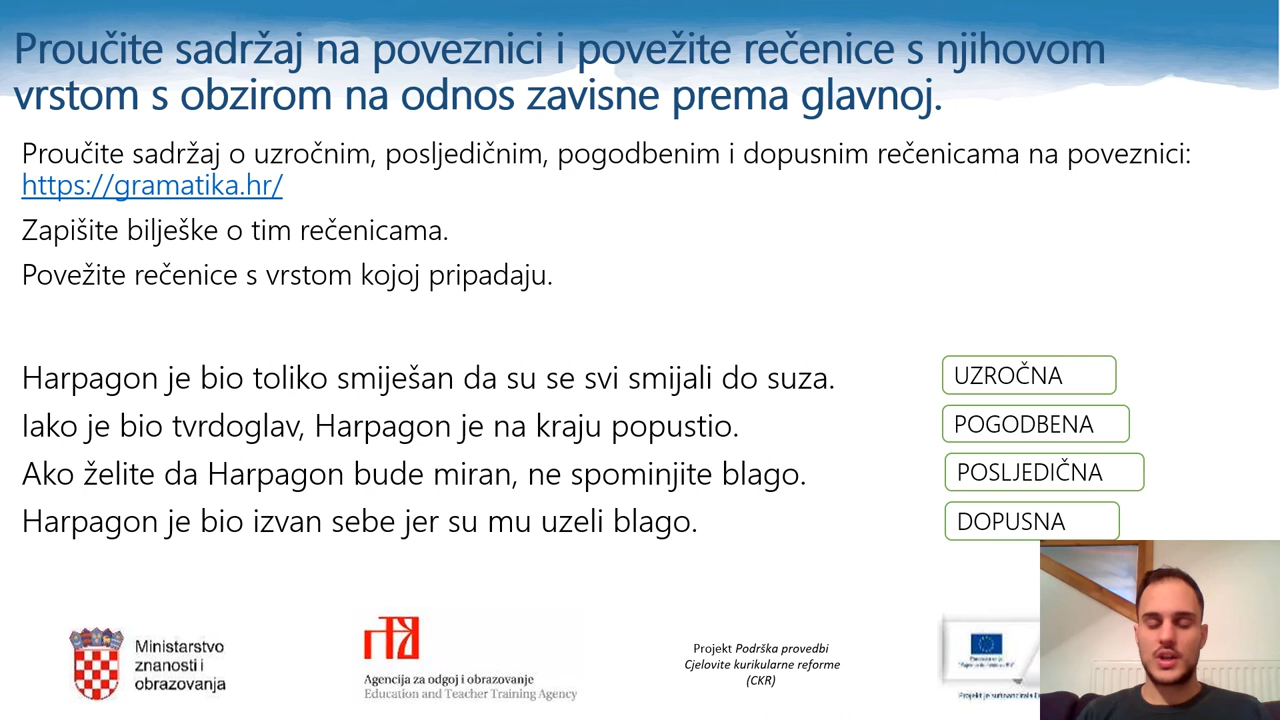 Proučite sadržaj na poveznici i povežite rečenice s njihovom
vrstom s obzirom na odnos zavisne prema glavnoj.
Proučite sadržaj o uzročnim, posljedičnim, pogodbenim i dopusnim rečenicama na poveznici:
https://gramatika.hr/
Zapišite bilješke o tim rečenicama.
Povežite rečenice s vrstom kojoj pripadaju.
Harpagon je bio toliko smiješan da su se svi smijali do suza.
UZROČNA
Iako je bio tvrdoglav, Harpagon je na kraju popustio.
POGODBENA
Ako želite da Harpagon bude miran, ne spominjite blago.
POSLJEDIČNA
Harpagon je bio izvan sebe jer su mu uzeli blago.
DOPUSNA
Ministarstvo
znanosti i
obrazovanja
Agencija za odgoj i obrazovanje
Education and Teacher Training Agency
Projekt Podrška provedbi
Cjelovite kurikularne reforme
(CKR)
Projekt je sufinancirala